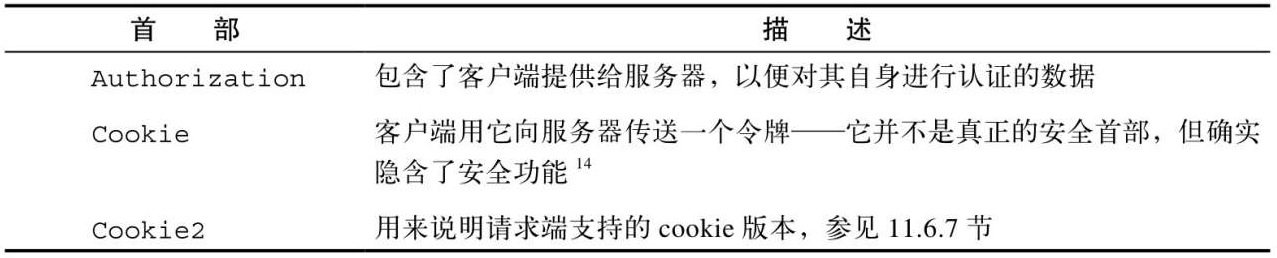 首 部 描 述
Authorization 包含了客户端提供给服务器，以便对其自身进行认证的数据
Cookie 客户端用它向服务器传送一个令牌——它并不是真正的安全首部，但确实
隐含了安全功能 14
Cookie2 用来说明请求端支持的 cookie 版本，参见 11.6.7 节